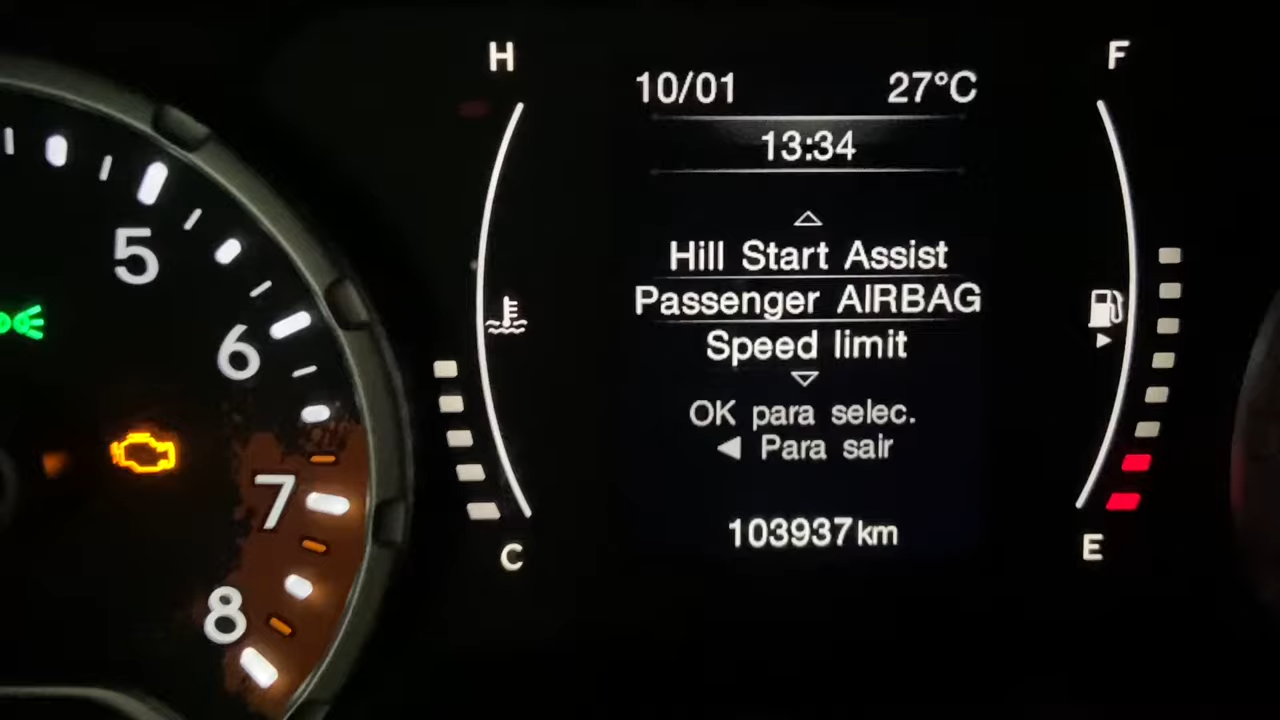 H
F
10/01 27°C
13:34
5
Hill Start Assist
Passenger AIRBAG
6
Speed limit
OK para selec.
Para sair
7
103937km
C
E
8